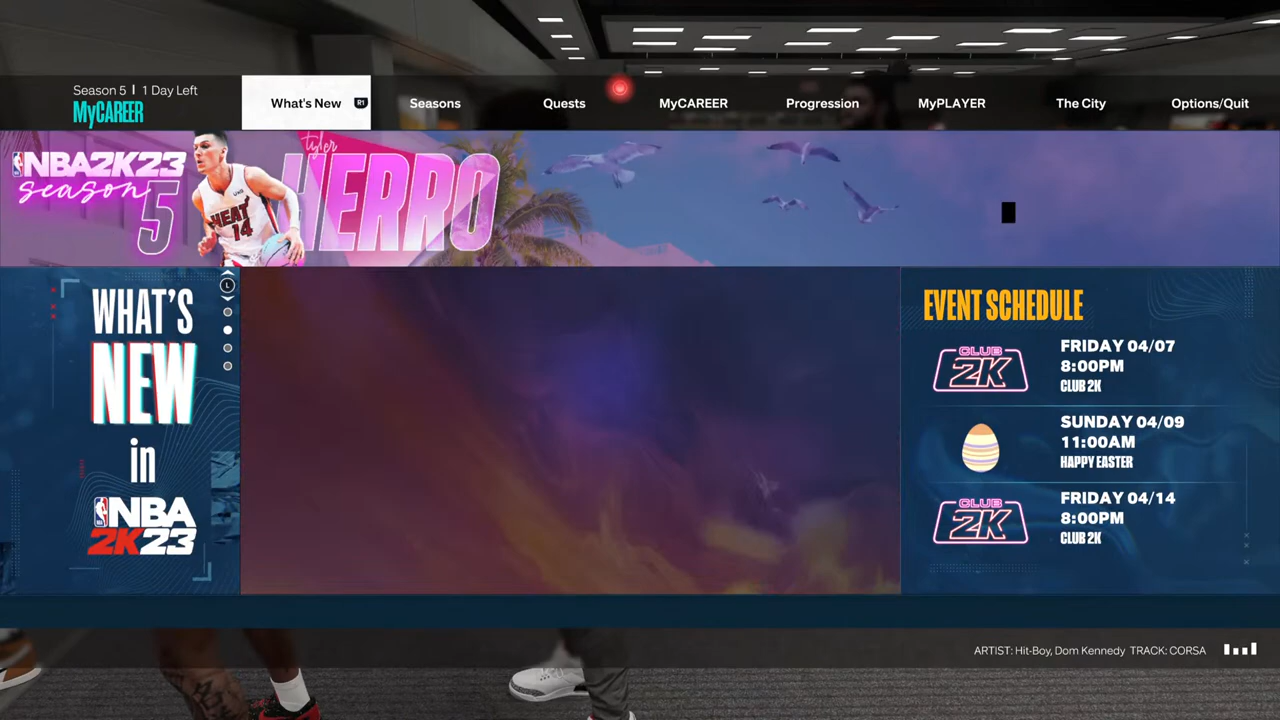 Season 5 | 1 Day Left
MyCAREER
What's New R1
Seasons
Quests
MyCAREER
Progression
MyPLAYER
The City
Options/Quit
NBA2K23
season
5
tyler
HERRO
HEAT
14
WHAT'S
NEW
in
NBA
2K23
L
EVENT SCHEDULE
CLUB
2K
FRIDAY 04/07
8:00PM
CLUB 2K
SUNDAY 04/09
11:00AM
HAPPY EASTER
CLUB
2K
FRIDAY 04/14
8:00PM
CLUB 2K
ARTIST: Hit-Boy, Dom Kennedy TRACK: CORSA